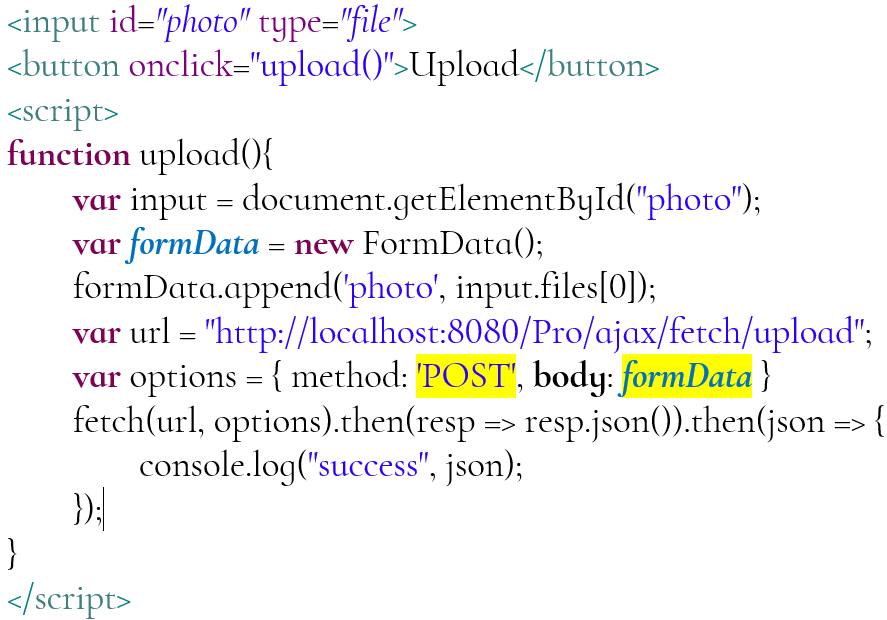 <input id="photo" type="file">
<button onclick="upload()">Upload</button>
<script>
function upload(){
var input = document.getElementById("photo");
var formData = new FormData();
formData.append('photo', input.files[0]);
var url = "http://localhost:8080/Pro/ajax/fetch/upload";
var options = { method: 'POST', body: formData }
fetch(url, options).then(resp => resp.json()).then(json => {
console.log("success", json);
});
}
</script>